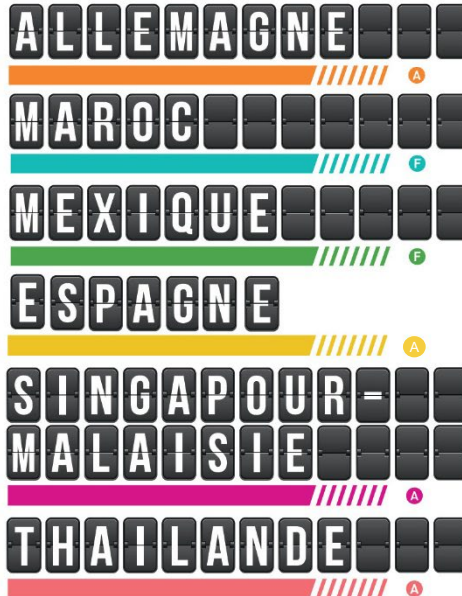 ALLEMAGNE
A
MAROC
F
MEXIQUE
F
ESPAGNE
A
SINGAPOUR-
MALAISIE
A
THAILANDE
A